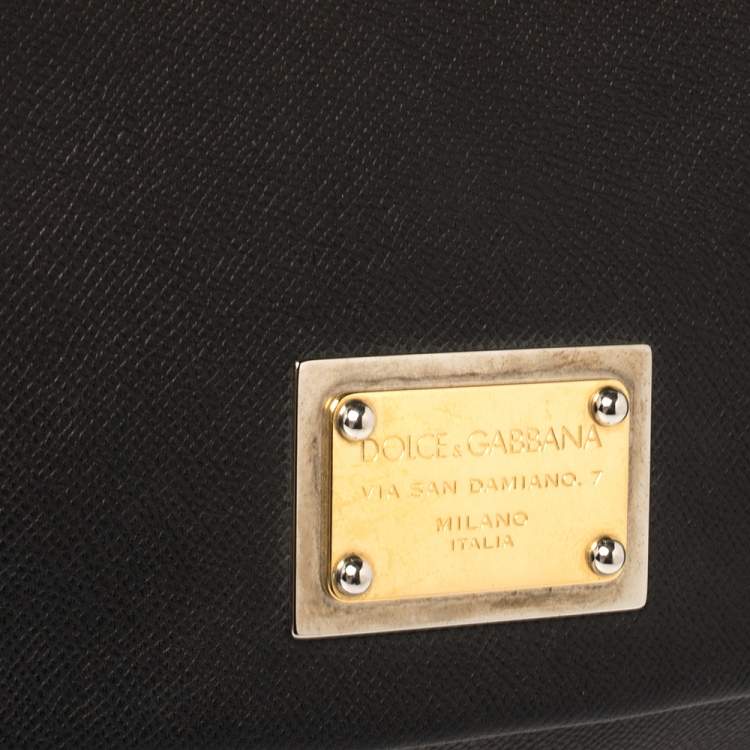 DOLCE & GABBANA
VIA SAN DAMIANO. 7
MILANO
ITALIA